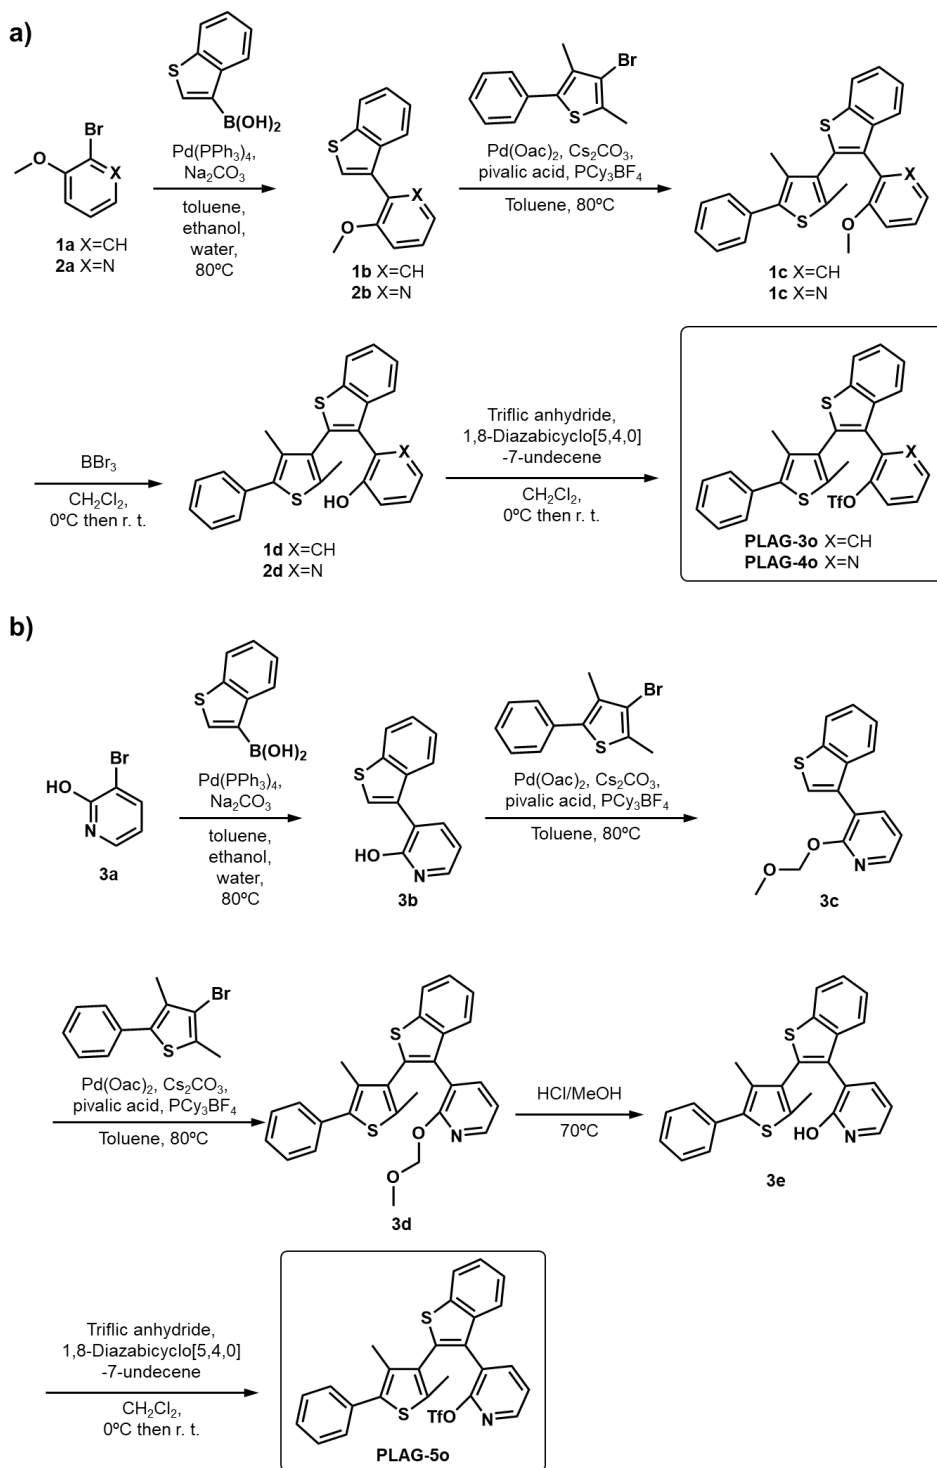 a)
S
B(OH)2
Br
O
X
1a X=CH
2a X=N
Pd(PPh3)4,
Na2CO3
toluene,
ethanol,
water,
80ºC
S
X
O
1b X=CH
2b X=N
Br
S
Pd(Oac)2, Cs2CO3,
pivalic acid, PCy3BF4
Toluene, 80ºC
S
X
S
O
1c X=CH
1c X=N
BBr3
CH2Cl2,
0ºC then r. t.
S
X
S
HO
1d X=CH
2d X=N
Triflic anhydride,
1,8-Diazabicyclo[5,4,0]
-7-undecene
CH2Cl2,
0ºC then r. t.
S
X
S
TfO
PLAG-3o X=CH
PLAG-4o X=N
b)
Br
HO
N
3a
S
B(OH)2
Pd(PPh3)4,
Na2CO3
toluene,
ethanol,
water,
80ºC
S
HO
N
3b
Br
S
Pd(Oac)2, Cs2CO3,
pivalic acid, PCy3BF4
Toluene, 80ºC
S
O
O
N
3c
Br
S
Pd(Oac)2, Cs2CO3,
pivalic acid, PCy3BF4
Toluene, 80ºC
S
S
N
O
O
3d
HCl/MeOH
70ºC
S
S
HO
N
3e
Triflic anhydride,
1,8-Diazabicyclo[5,4,0]
-7-undecene
CH2Cl2,
0ºC then r. t.
S
S
TfO
N
PLAG-5o